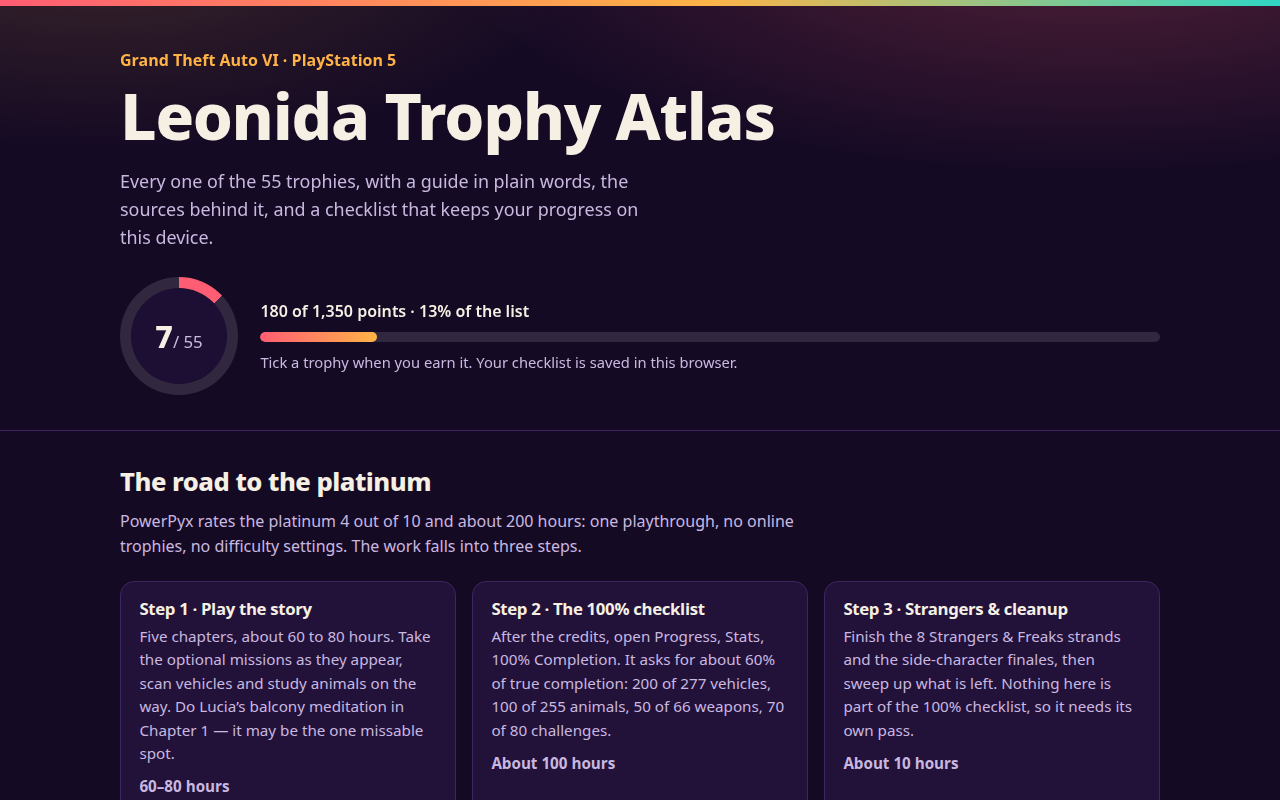 Grand Theft Auto VI · PlayStation 5
Leonida Trophy Atlas
Every one of the 55 trophies, with a guide in plain words, the
sources behind it, and a checklist that keeps your progress on
this device.
7 / 55
180 of 1,350 points · 13% of the list
Tick a trophy when you earn it. Your checklist is saved in this browser.
The road to the platinum
PowerPyx rates the platinum 4 out of 10 and about 200 hours: one playthrough, no online
trophies, no difficulty settings. The work falls into three steps.
Step 1 · Play the story
Five chapters, about 60 to 80 hours. Take
the optional missions as they appear,
scan vehicles and study animals on the
way. Do Lucia’s balcony meditation in
Chapter 1 — it may be the one missable
spot.
60–80 hours
Step 2 · The 100% checklist
After the credits, open Progress, Stats,
100% Completion. It asks for about 60%
of true completion: 200 of 277 vehicles,
100 of 255 animals, 50 of 66 weapons, 70
of 80 challenges.
About 100 hours
Step 3 · Strangers & cleanup
Finish the 8 Strangers & Freaks strands
and the side-character finales, then
sweep up what is left. Nothing here is
part of the 100% checklist, so it needs its
own pass.
About 10 hours